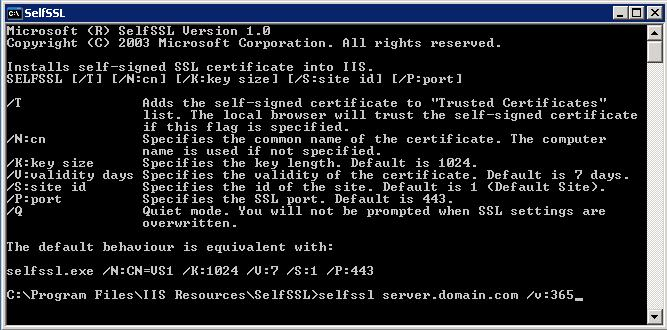 SelfSSL
Microsoft (R) SelfSSL Version 1.0
Copyright (C) 2003 Microsoft Corporation. All rights reserved.
Installs self-signed SSL certificate into IIS.
SELFSSL [/T] [/N:cn] [/K:key size] [/S:site id] [/P:port]
/T Adds the self-signed certificate to "Trusted Certificates"
list. The local browser will trust the self-signed certificate
if this flag is specified.
/N:cn Specifies the common name of the certificate. The computer
name is used if not specified.
/K:key size Specifies the key length. Default is 1024.
/V:validity days Specifies the validity of the certificate. Default is 7 days.
/S:site id Specifies the id of the site. Default is 1 (Default Site).
/P:port Specifies the SSL port. Default is 443.
/Q Quiet mode. You will not be prompted when SSL settings are
overwritten.
The default behaviour is equivalent with:
selfssl.exe /N:CN=VS1 /K:1024 /V:7 /S:1 /P:443
C:\Program Files\IIS Resources\SelfSSL>selfssl server.domain.com /v:365_